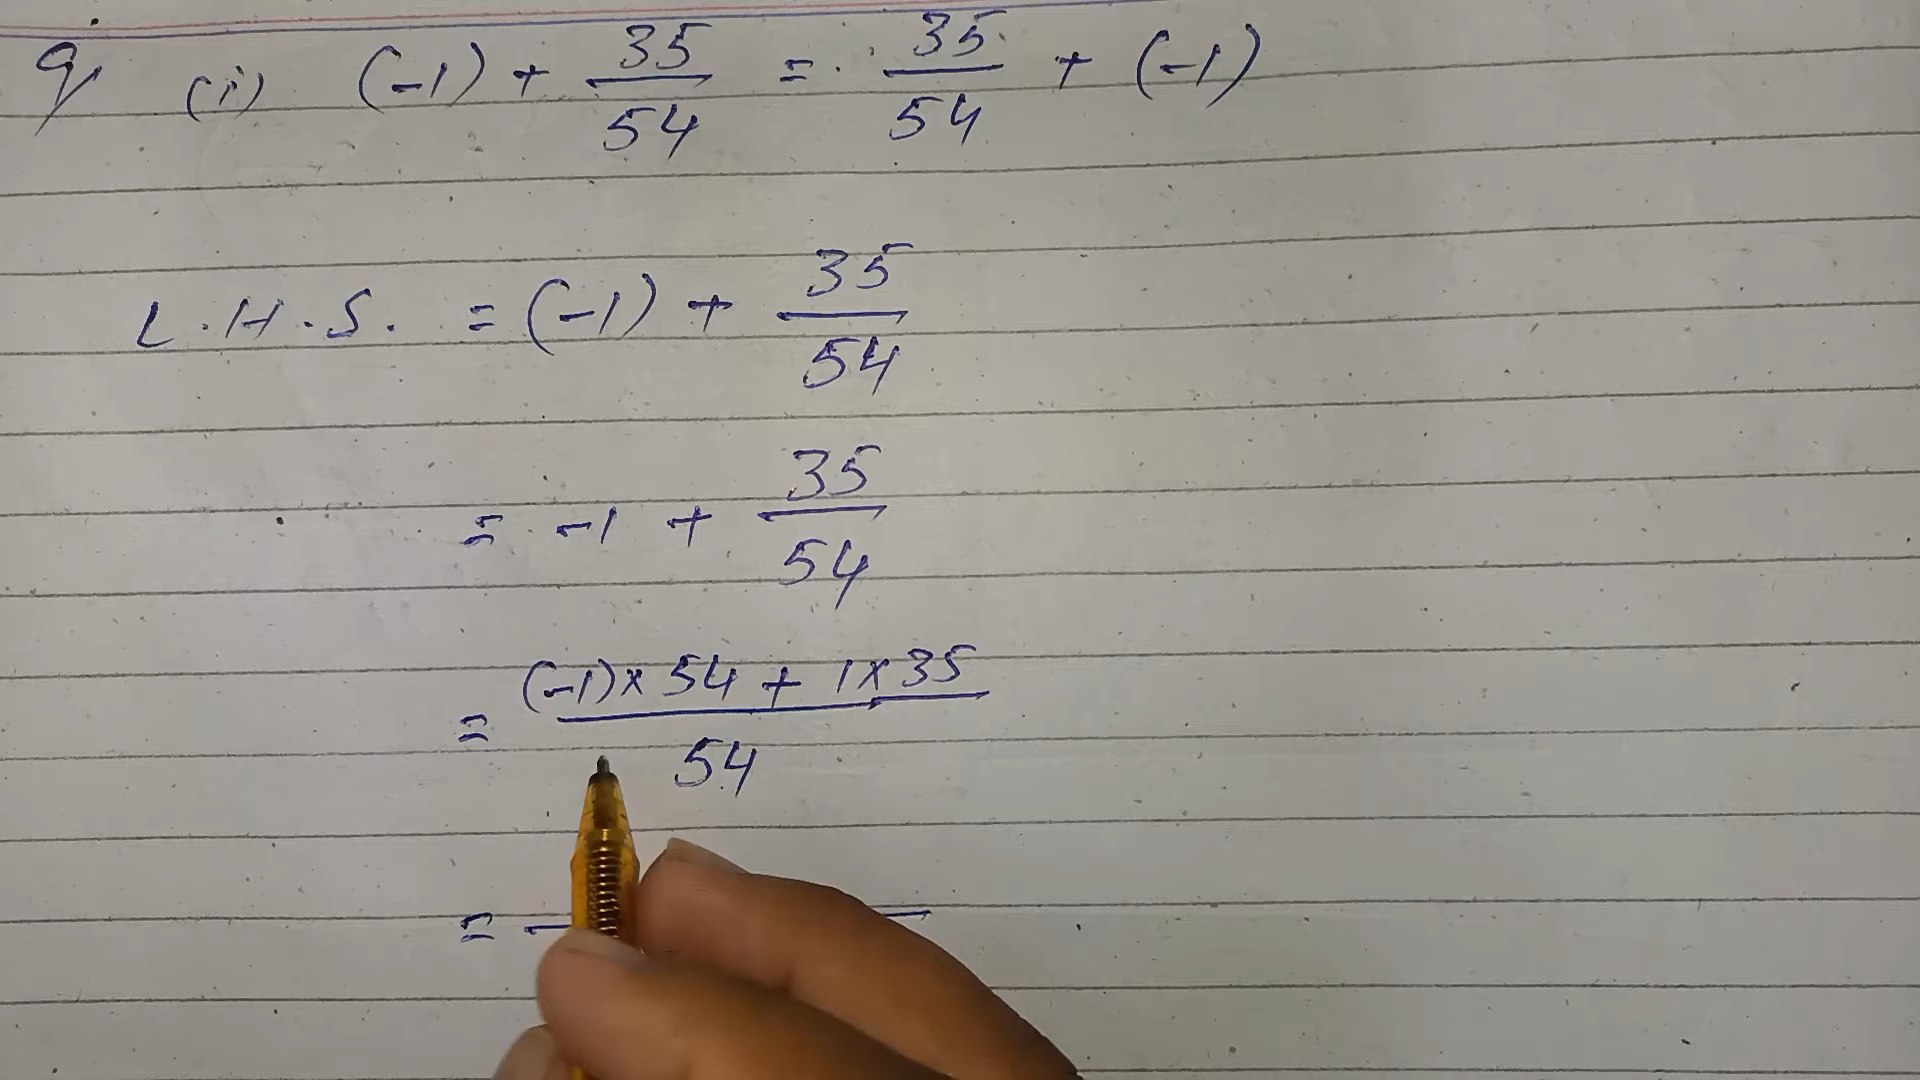 9 (i) (-1) + 35/54 = 35/54 + (-1)
L.H.S. = (-1) + 35/54
= -1 + 35/54
= (-1)×54 + 1×35 / 54
=